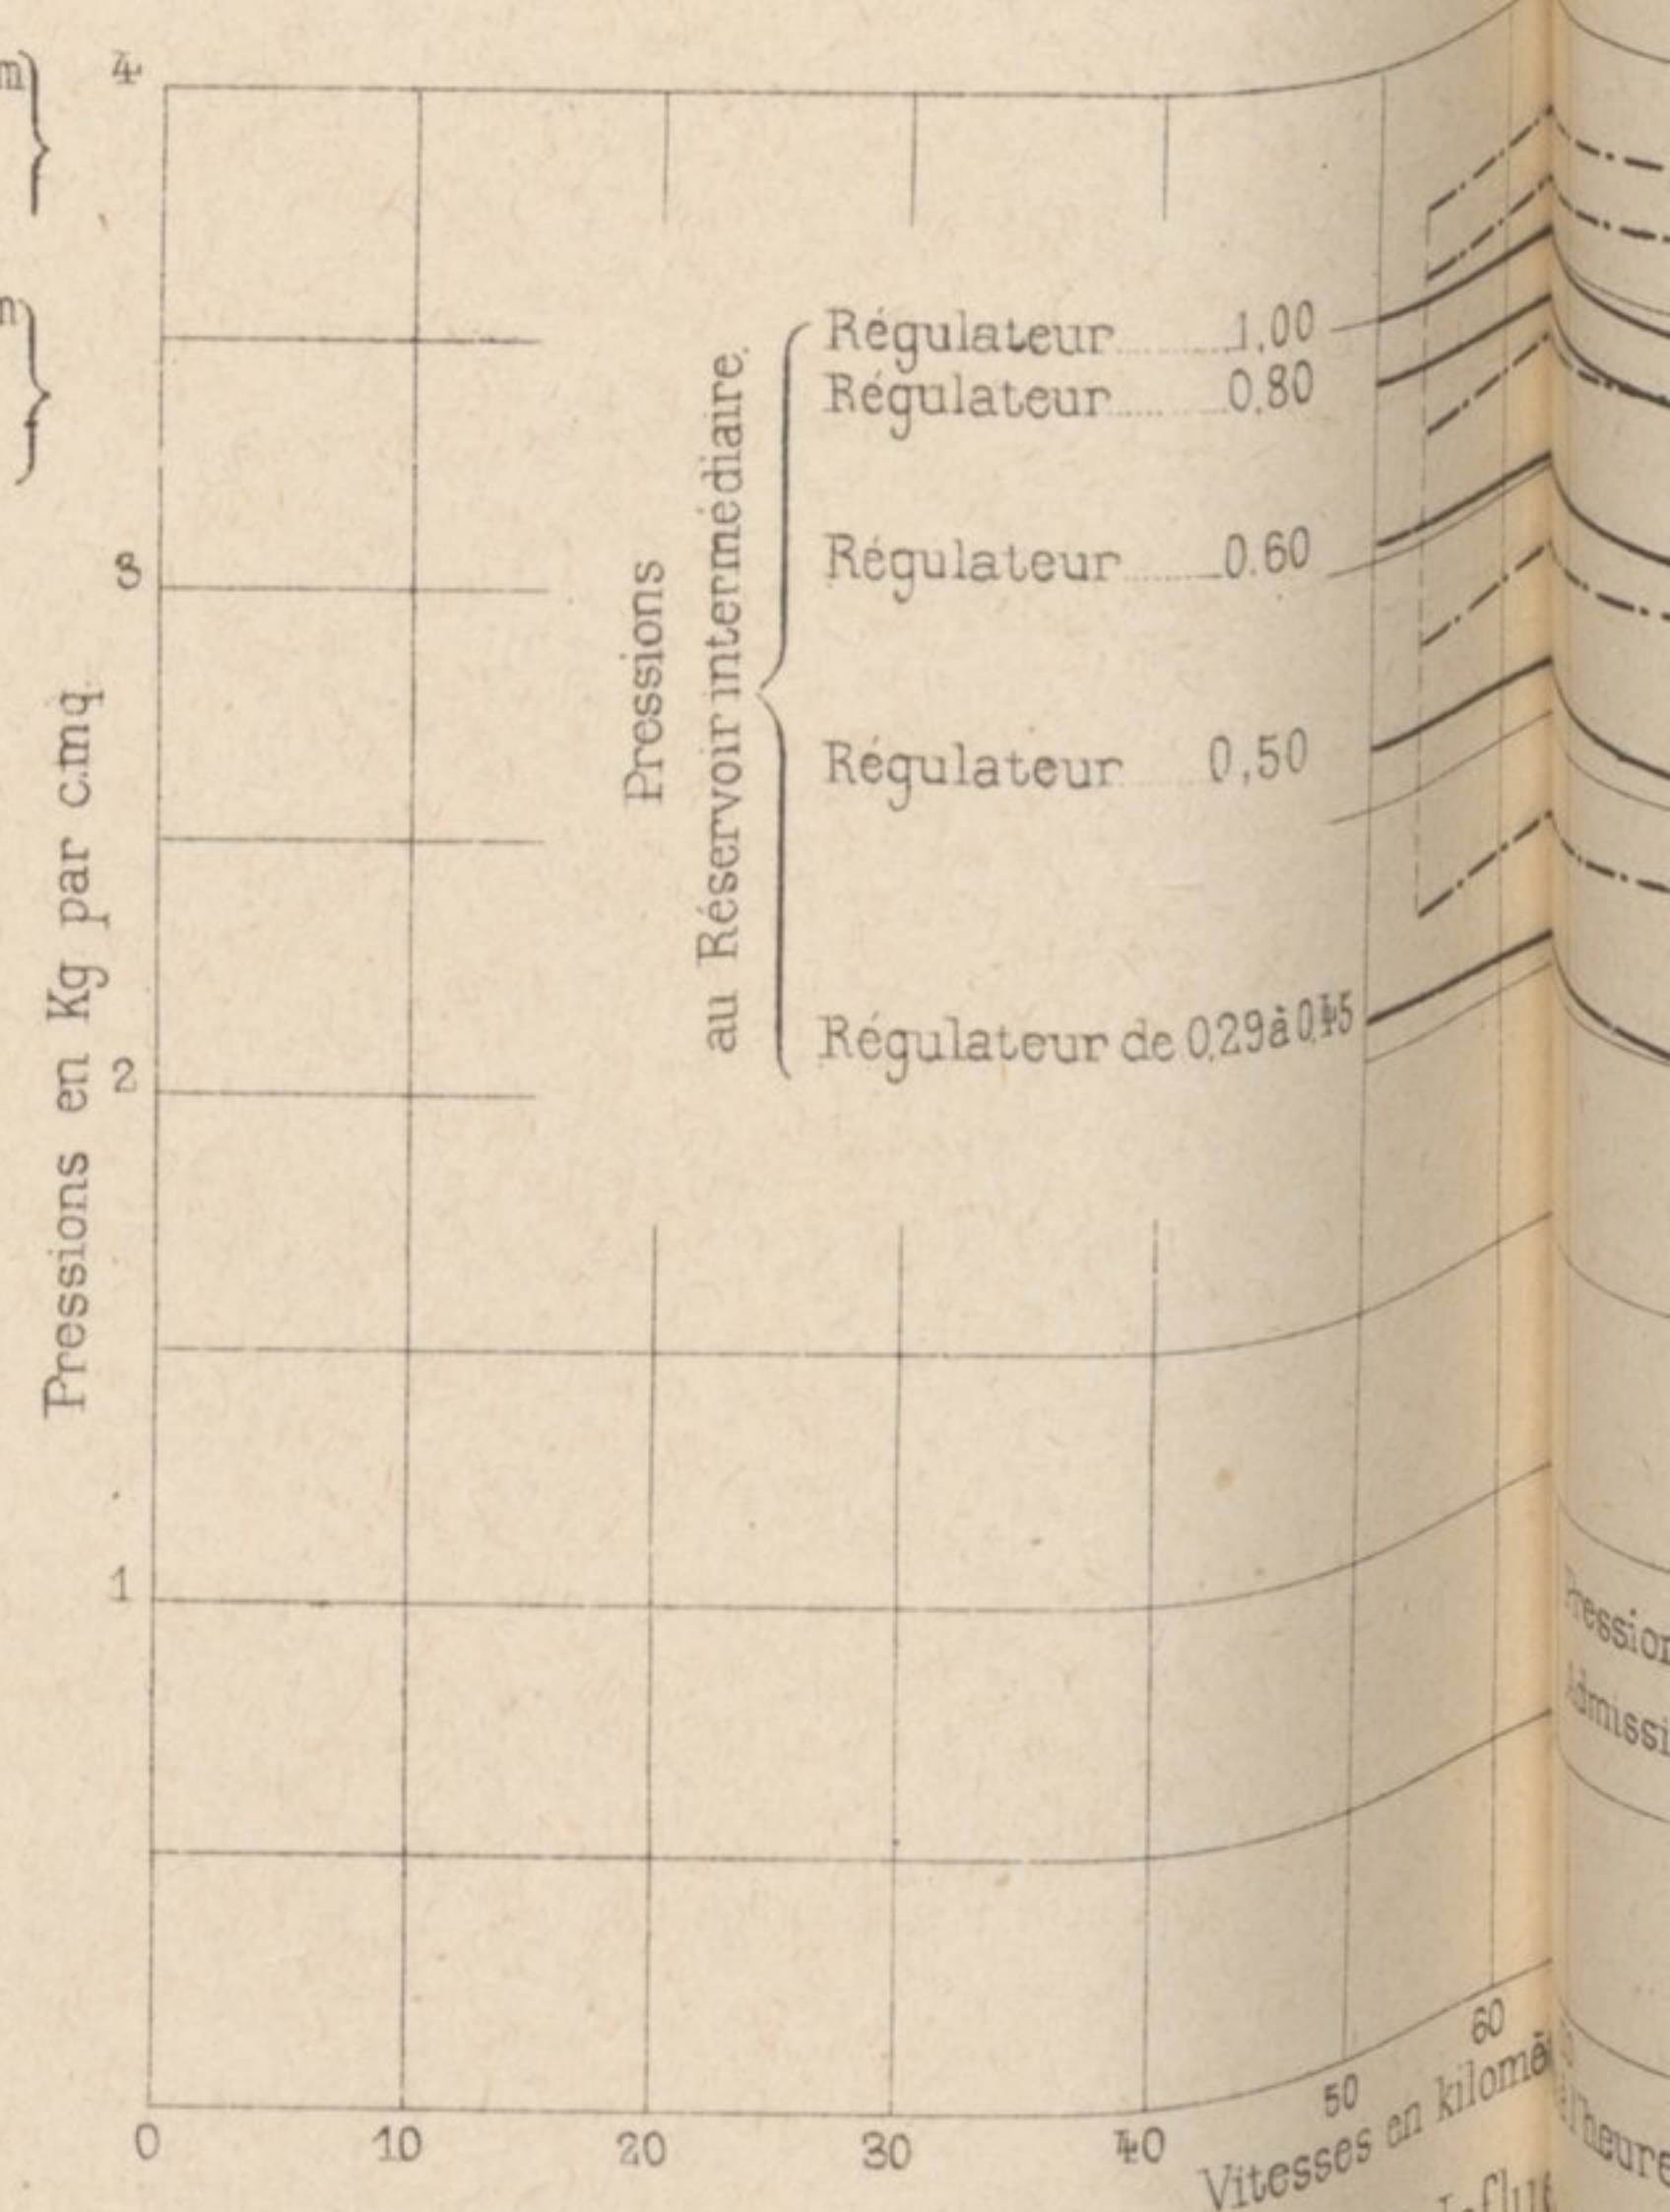 m
4
Régulateur 1,00
Régulateur 0.80
Régulateur 0.60
Régulateur 0,50
Régulateur de 0,29 à 0,45
Pressions
au Réservoir intermédiaire.
3
2
1
Pressions en Kg par c.mq
0 10 20 30 40 50 60
Vitesses en
à l'heure